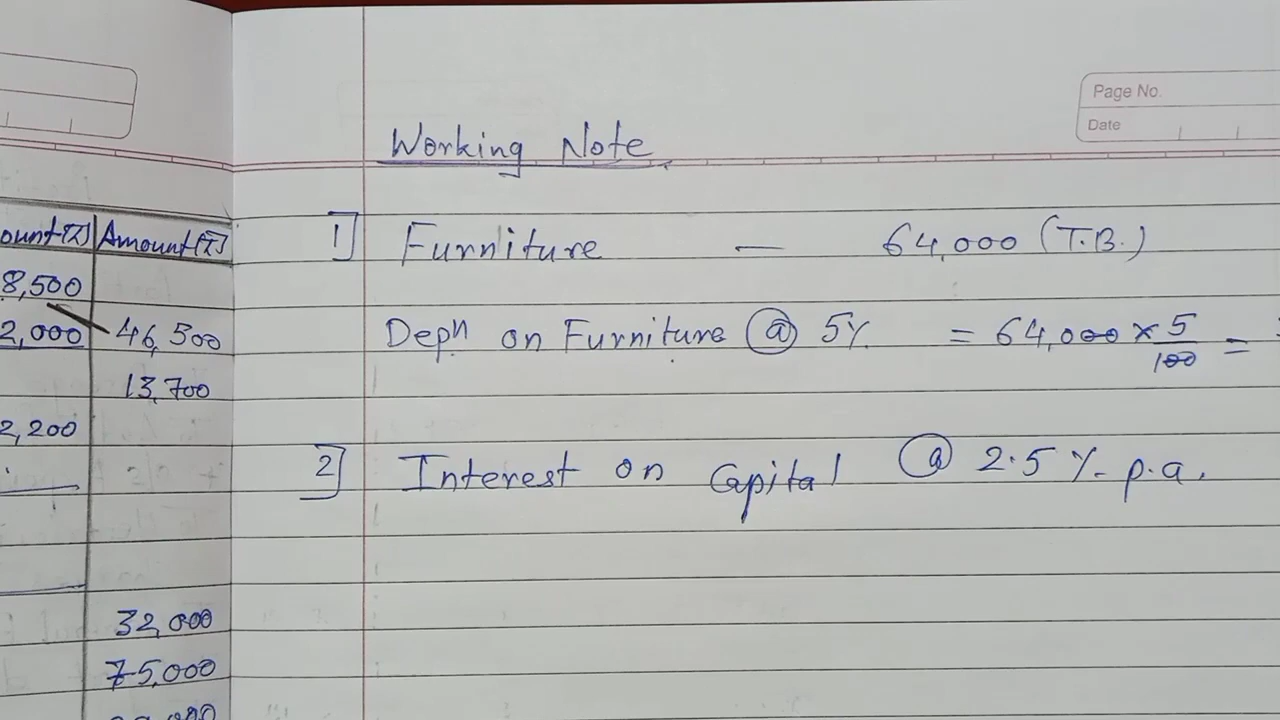 Page No.
Date
Working Note
Amount(₹)
8,500
2,000 46,500
13,700
2,200
32,000
75,000
1] Furniture — 64,000 (T.B.)
Depn on Furniture @ 5% = 64,000 × 5/100 =
2] Interest on Capital @ 2.5 % p.a.